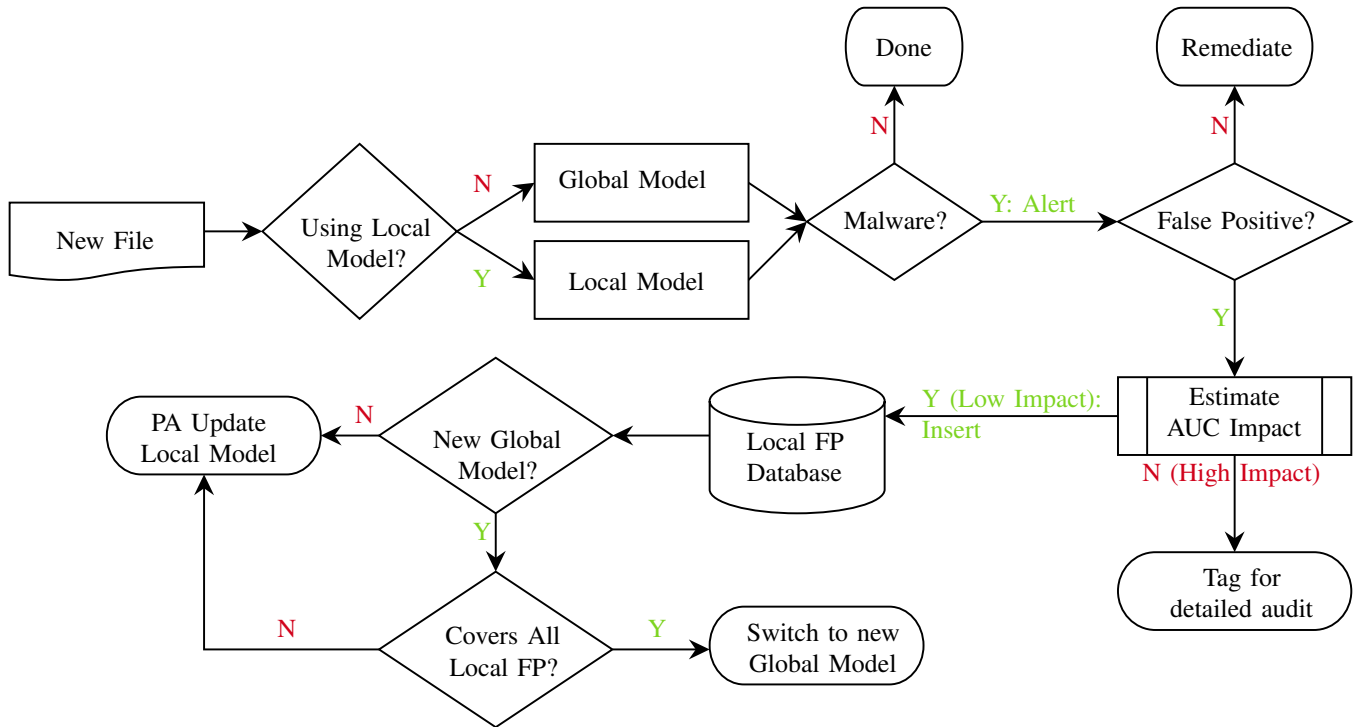 Done
Remediate
N
N
New File
Using Local
Model?
N
Y
Global Model
Local Model
Malware?
Y: Alert
False Positive?
Y
Estimate
AUC Impact
Y (Low Impact):
Insert
N (High Impact)
Tag for
detailed audit
Local FP
Database
New Global
Model?
N
PA Update
Local Model
Y
Covers All
Local FP?
N
Y
Switch to new
Global Model